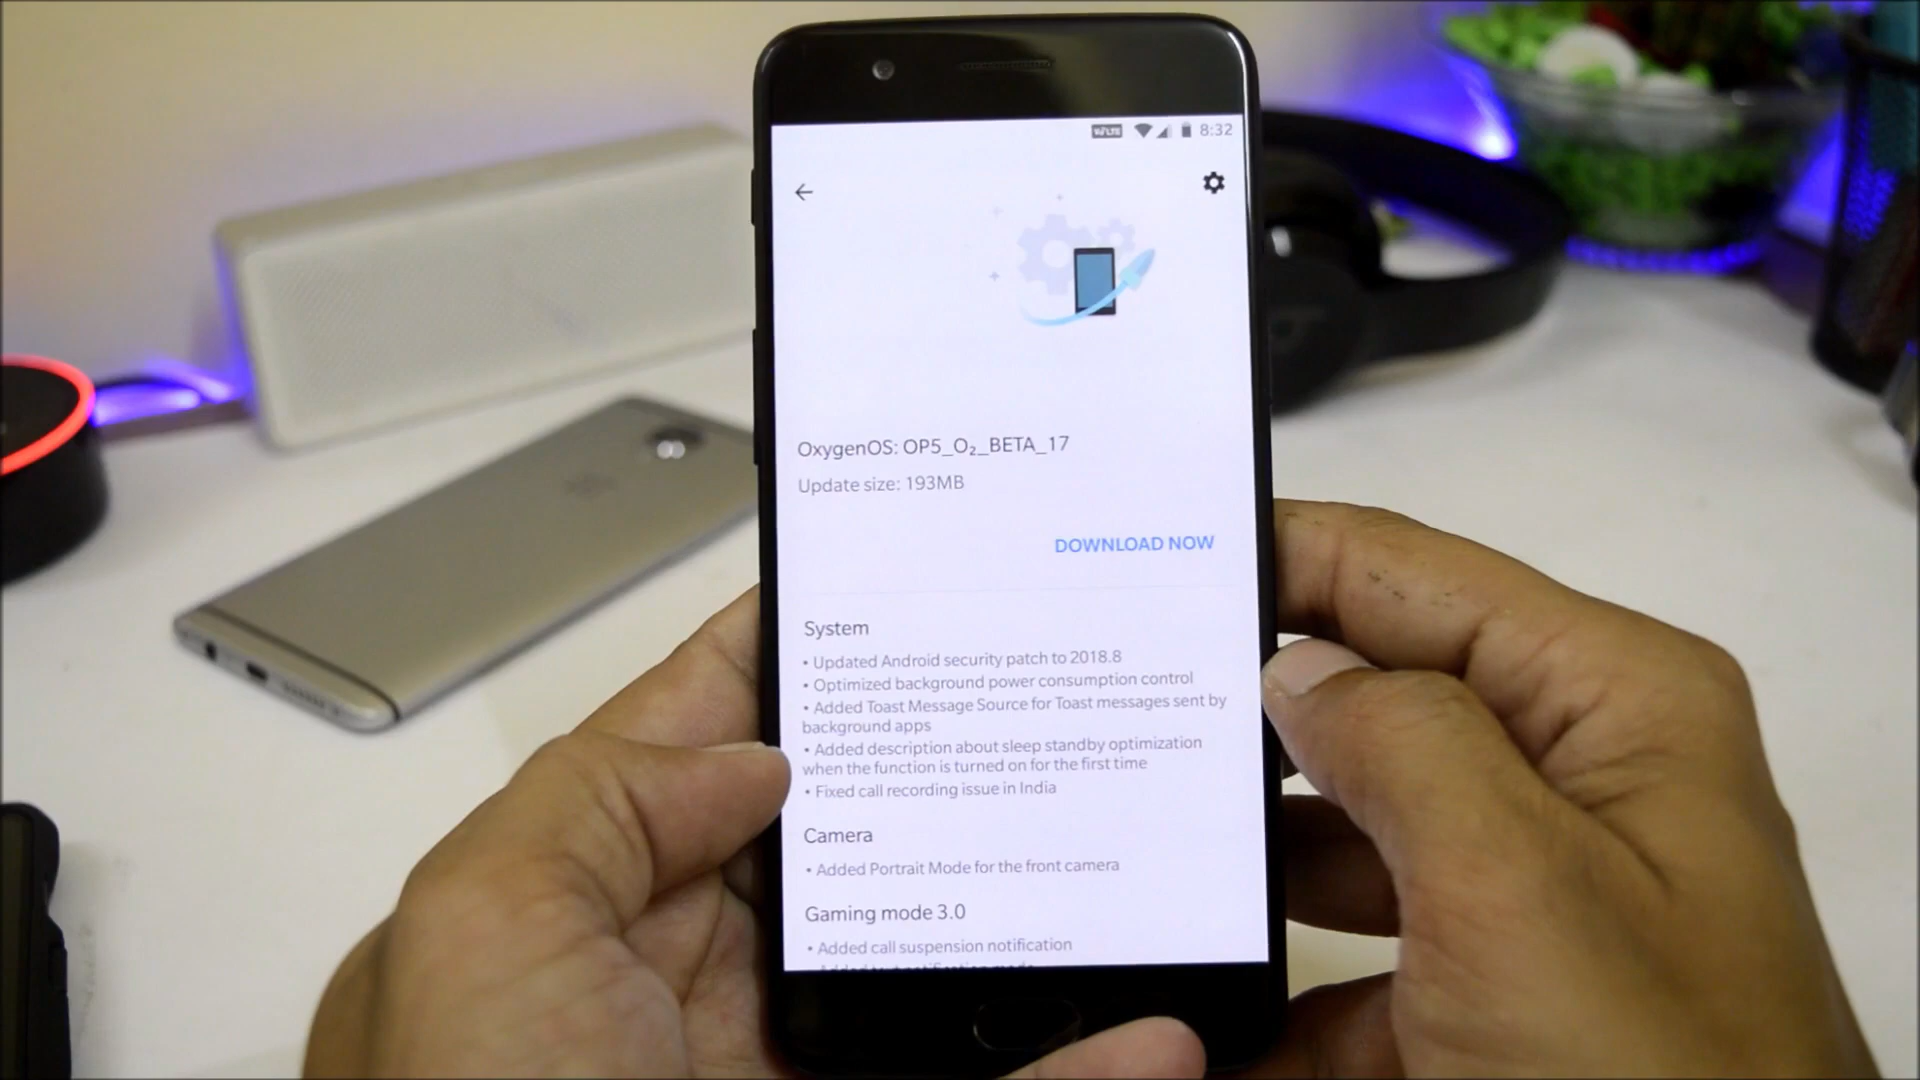 VoLTE 8:32
OxygenOS: OP5_O₂_BETA_17
Update size: 193MB
DOWNLOAD NOW
System
• Updated Android security patch to 2018.8
• Optimized background power consumption control
• Added Toast Message Source for Toast messages sent by
background apps
• Added description about sleep standby optimization
when the function is turned on for the first time
• Fixed call recording issue in India
Camera
• Added Portrait Mode for the front camera
Gaming mode 3.0
• Added call suspension notification